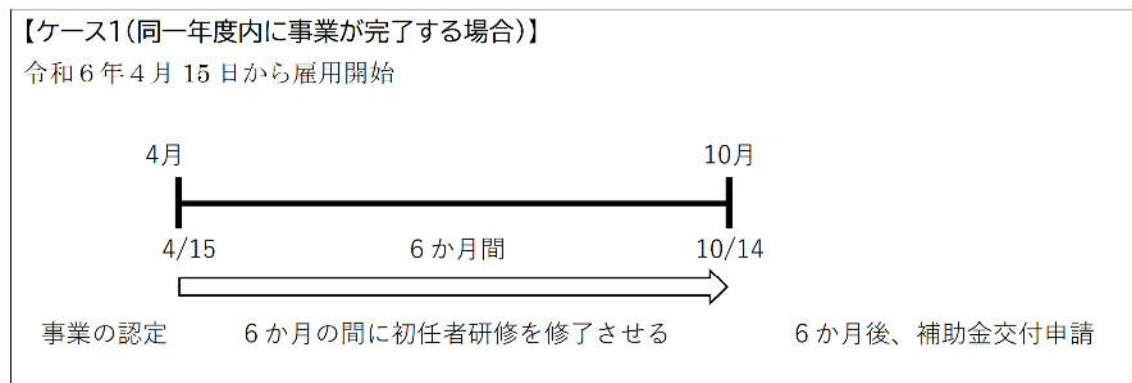 【ケース1(同一年度内に事業が完了する場合)】
令和６年４月 15 日から雇用開始
4月 10月
4/15 6か月間 10/14
事業の認定 6か月の間に初任者研修を修了させる 6か月後、補助金交付申請